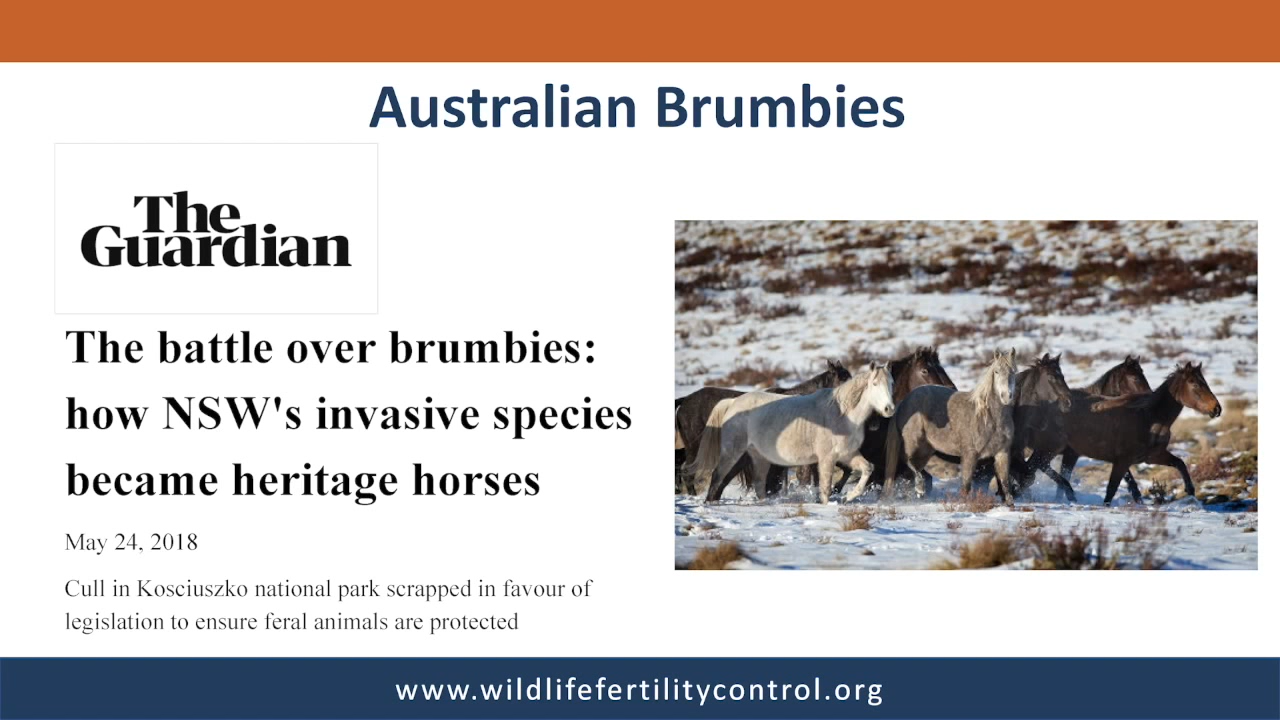 Australian Brumbies
The
Guardian
The battle over brumbies:
how NSW's invasive species
became heritage horses
May 24, 2018
Cull in Kosciuszko national park scrapped in favour of
legislation to ensure feral animals are protected
www.wildlifefertilitycontrol.org